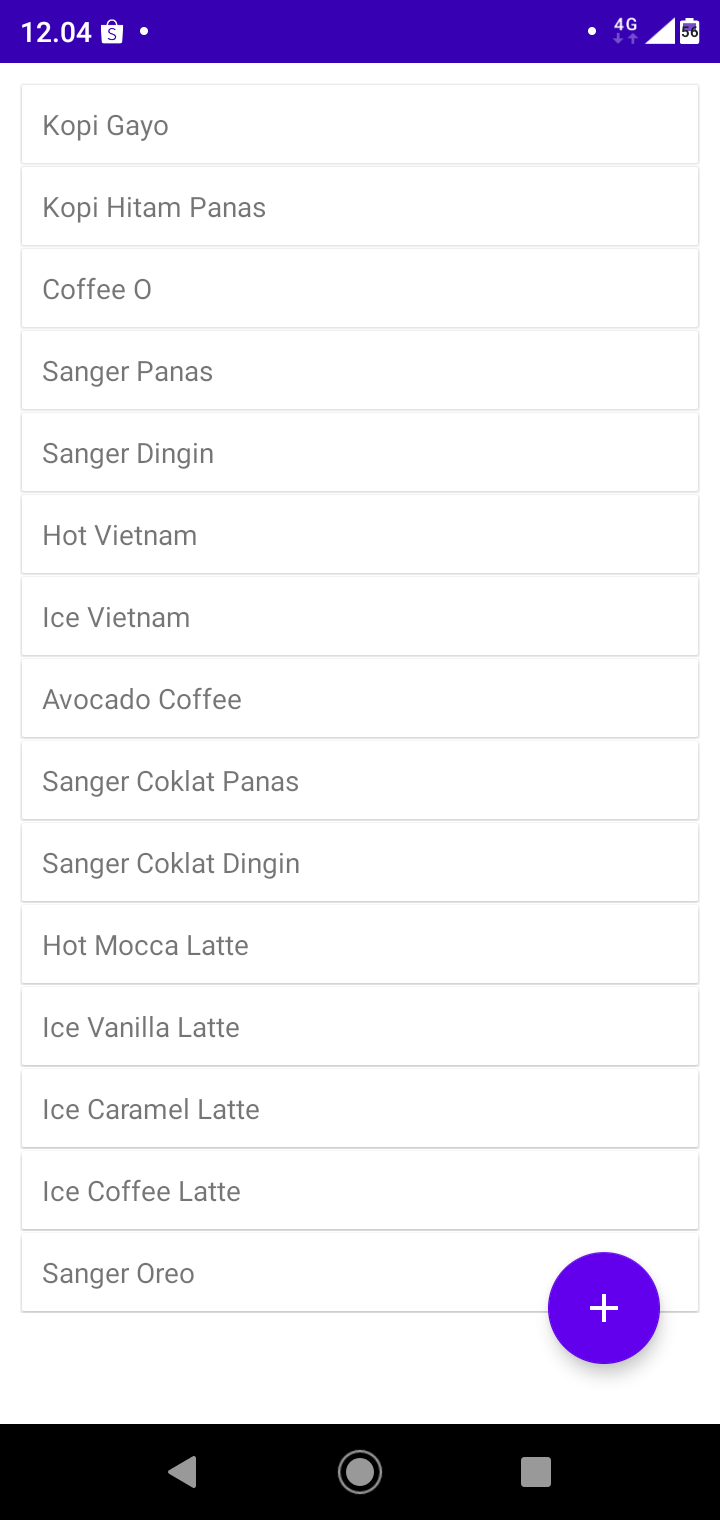 12.04 S 4G 56
Kopi Gayo
Kopi Hitam Panas
Coffee O
Sanger Panas
Sanger Dingin
Hot Vietnam
Ice Vietnam
Avocado Coffee
Sanger Coklat Panas
Sanger Coklat Dingin
Hot Mocca Latte
Ice Vanilla Latte
Ice Caramel Latte
Ice Coffee Latte
Sanger Oreo
+